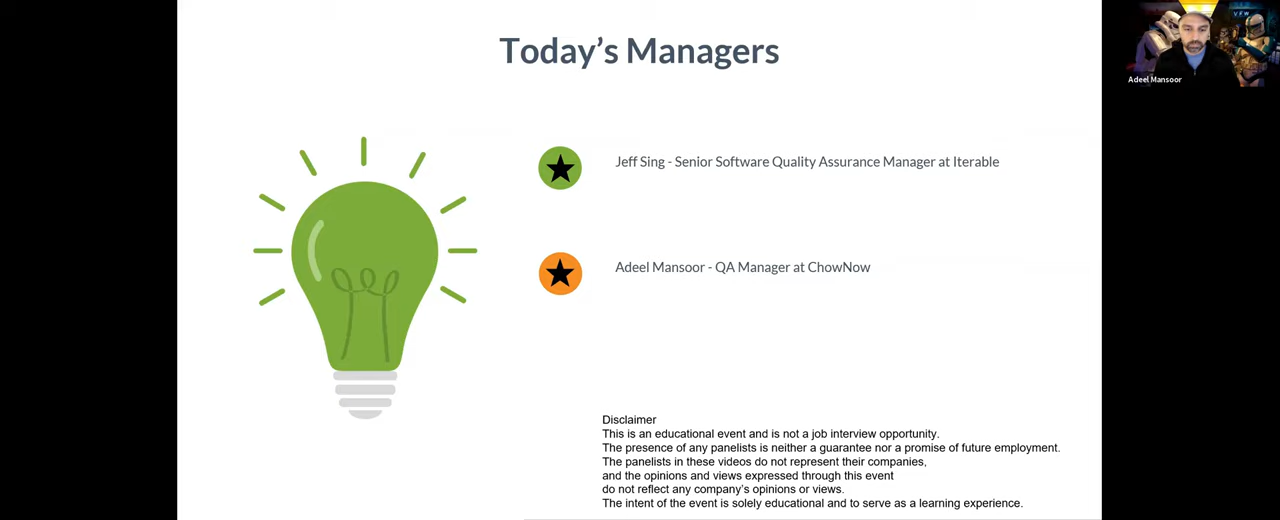 Today's Managers
Adeel Mansoor
Jeff Sing - Senior Software Quality Assurance Manager at Iterable
Adeel Mansoor - QA Manager at ChowNow
Disclaimer
This is an educational event and is not a job interview opportunity.
The presence of any panelists is neither a guarantee nor a promise of future employment.
The panelists in these videos do not represent their companies,
and the opinions and views expressed through this event
do not reflect any company's opinions or views.
The intent of the event is solely educational and to serve as a learning experience.